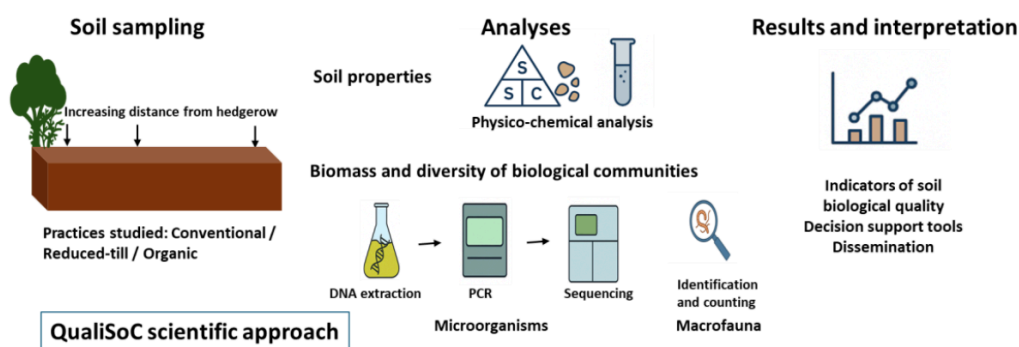 Soil sampling
Increasing distance from hedgerow
Practices studied: Conventional /
Reduced-till / Organic
QualiSoC scientific approach
Analyses
Soil properties
S
S C
Physico-chemical analysis
Biomass and diversity of biological communities
DNA extraction
PCR
Sequencing
Identification
and counting
Microorganisms
Macrofauna
Results and interpretation
Indicators of soil
biological quality
Decision support tools
Dissemination